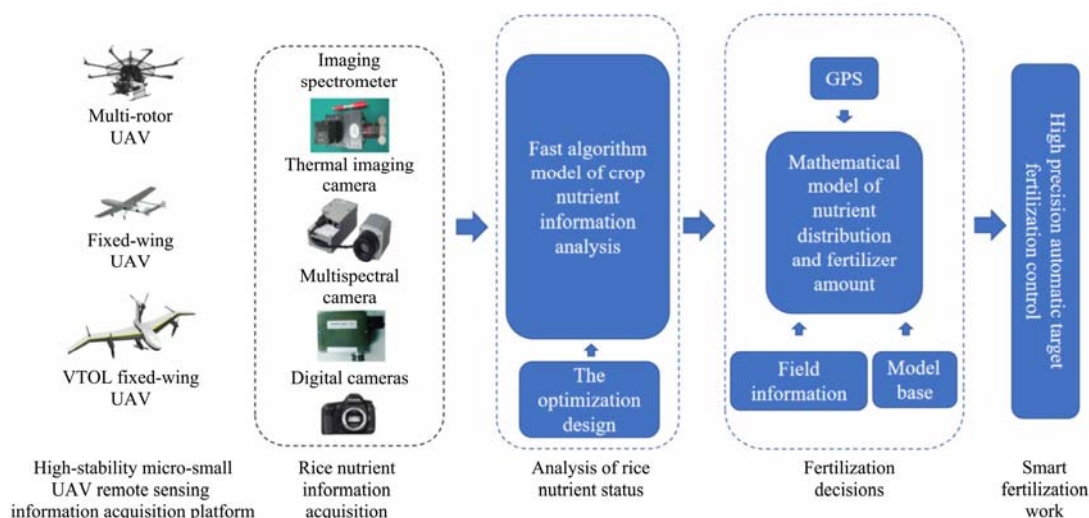 Multi-rotor
UAV
Fixed-wing
UAV
VTOL fixed-wing
UAV
High-stability micro-small
UAV remote sensing
information acquisition platform
Imaging
spectrometer
Thermal imaging
camera
Multispectral
camera
Digital cameras
Rice nutrient
information
acquisition
Fast algorithm
model of crop
nutrient
information
analysis
The
optimization
design
Analysis of rice
nutrient status
GPS
Mathematical
model of
nutrient
distribution
and fertilizer
amount
Field
information
Model
base
Fertilization
decisions
High precision automatic target
fertilization control
Smart
fertilization
work